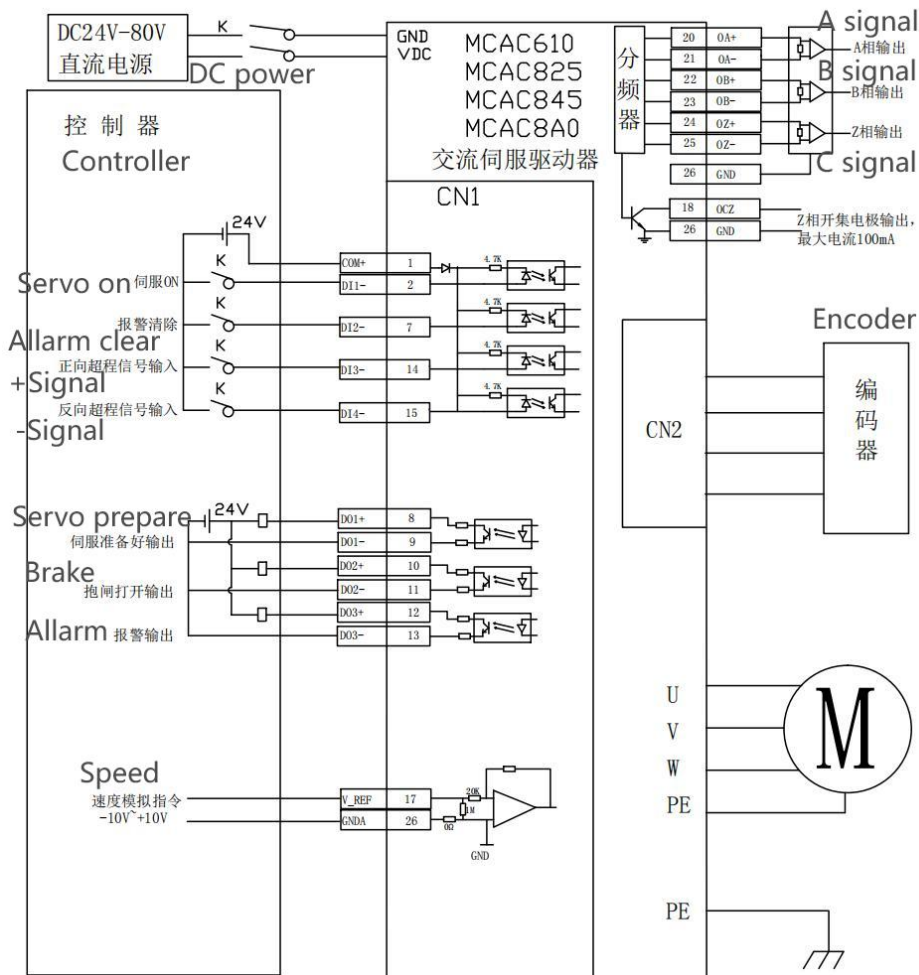 DC24V-80V
直流电源
K
DC power
GND
VDC
MCAC610
MCAC825
MCAC845
MCAC8A0
交流伺服驱动器
CN1
分频器
20 OA+
21 OA-
22 OB+
23 OB-
24 OZ+
25 OZ-
26 GND
18 OCZ
26 GND
A signal
A相输出
B signal
B相输出
Z相输出
C signal
Z相开集电极输出,
最大电流100mA
控制器
Controller
24V
COM+ 1
4.7K
K
Servo on 伺服ON
DI1- 2
K
报警清除
DI2- 7
4.7K
Allarm clear
K
正向超程信号输入
DI3- 14
4.7K
+Signal
K
反向超程信号输入
DI4- 15
4.7K
-Signal
CN2
Encoder
编码器
24V
Servo prepare
DO1+ 8
伺服准备好输出
DO1- 9
Brake
DO2+ 10
抱闸打开输出
DO2- 11
DO3+ 12
Allarm 报警输出
DO3- 13
U
V
W
PE
M
Speed
速度模拟指令
-10V~+10V
V_REF 17
GNDA 26
20K
1M
0Ω
GND
PE